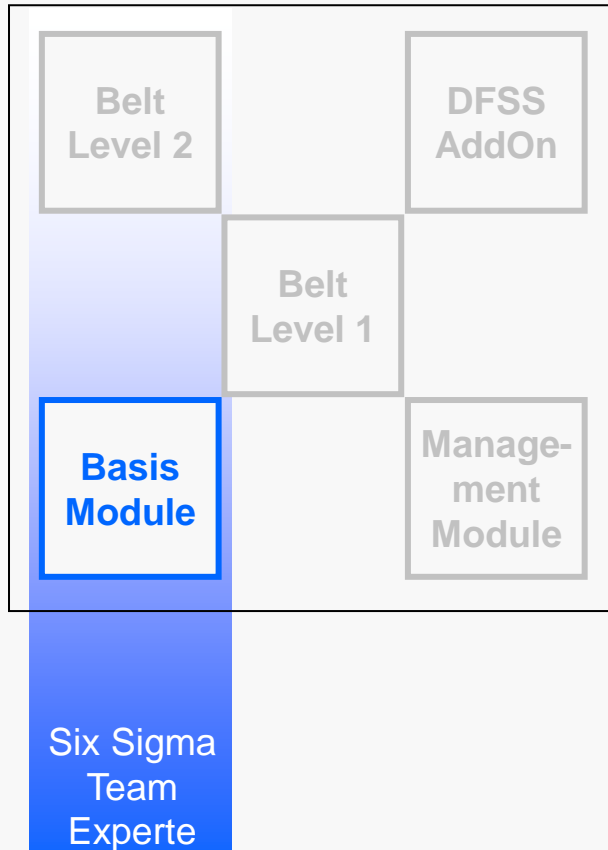 Belt
Level 2
DFSS
AddOn
Belt
Level 1
Basis
Module
Manage-
ment
Module
Six Sigma
Team
Experte